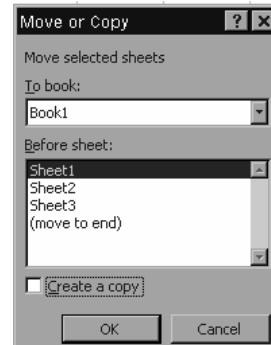 Move or Copy
Move selected sheets
To book:
Book1
Before sheet:
Sheet1
Sheet2
Sheet3
(move to end)
Create a copy
OK Cancel